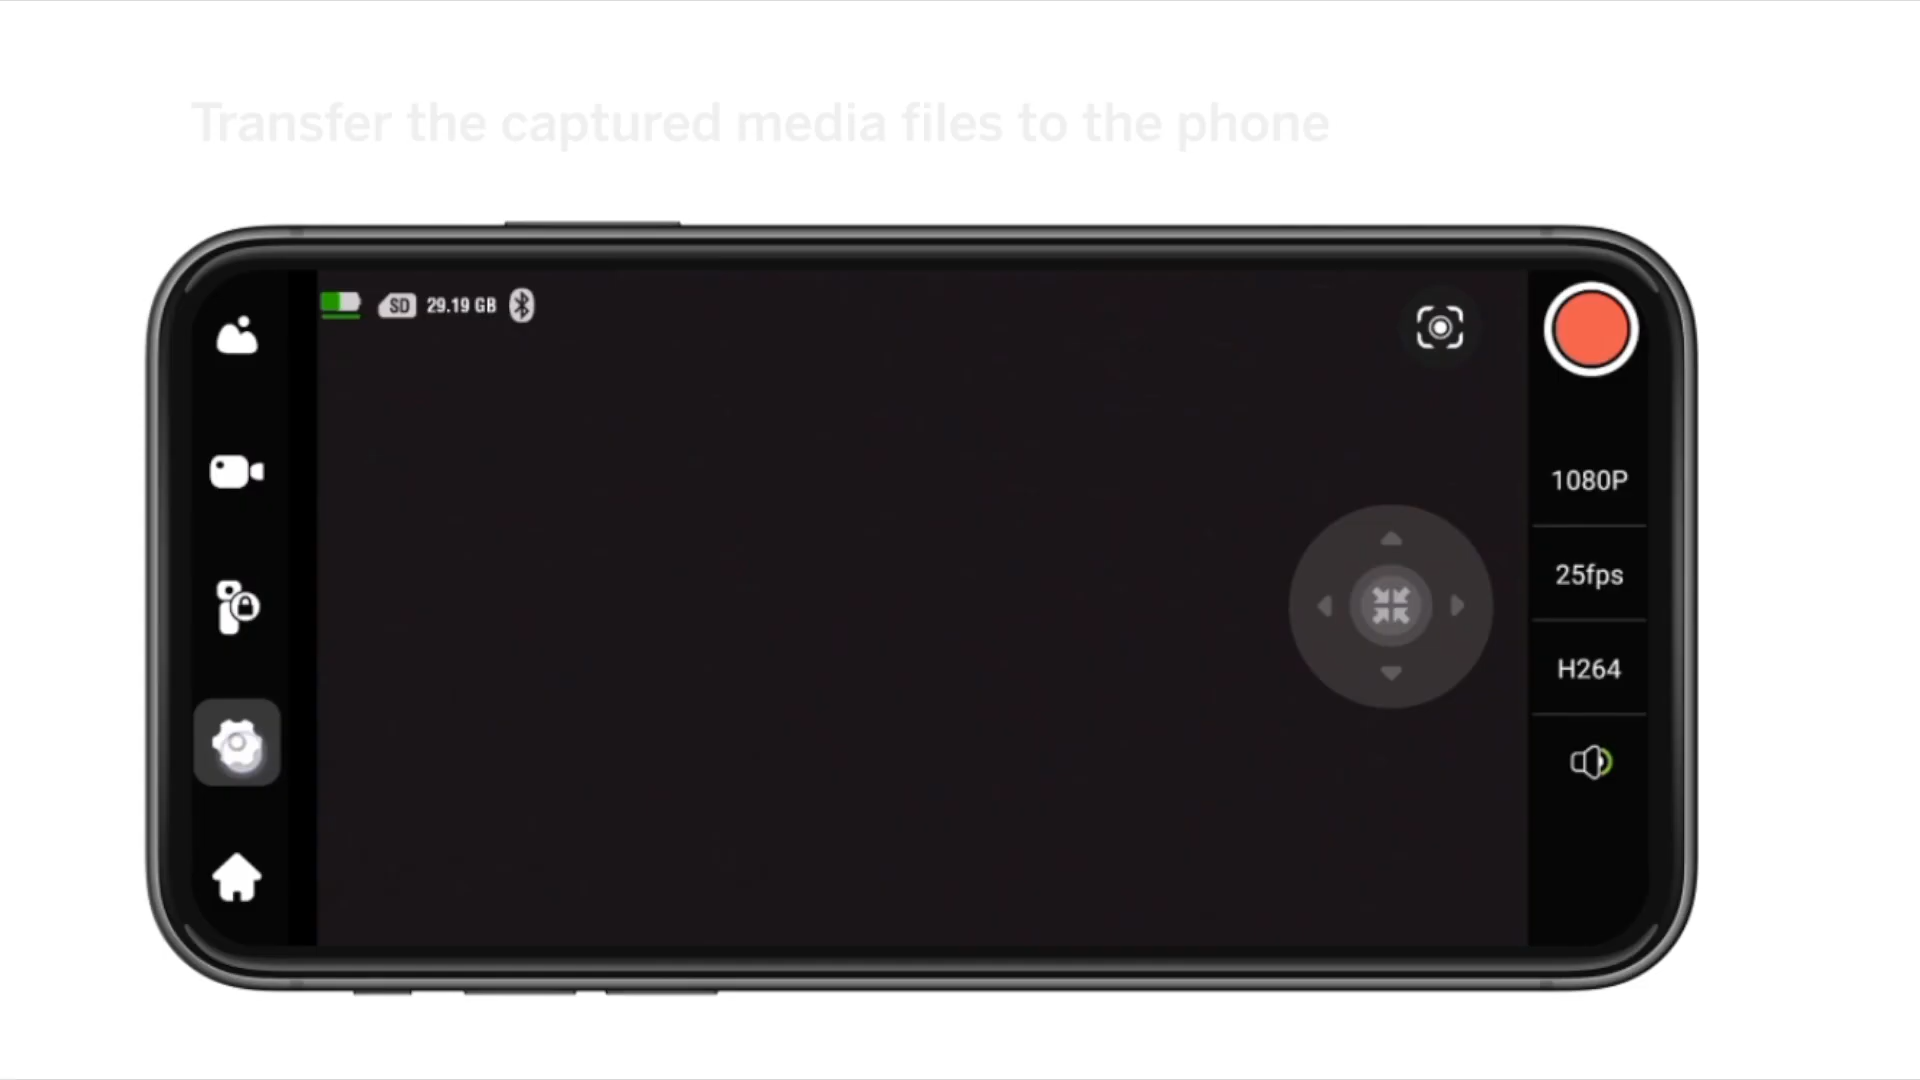 Transfer the captured media files to the phone
SD 29.19 GB
1080P
25fps
H264